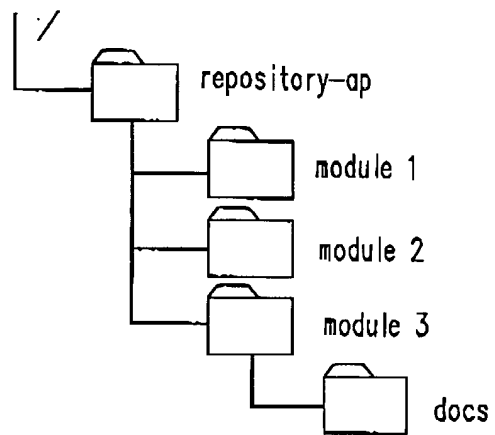 /
repository-ap
module 1
module 2
module 3
docs